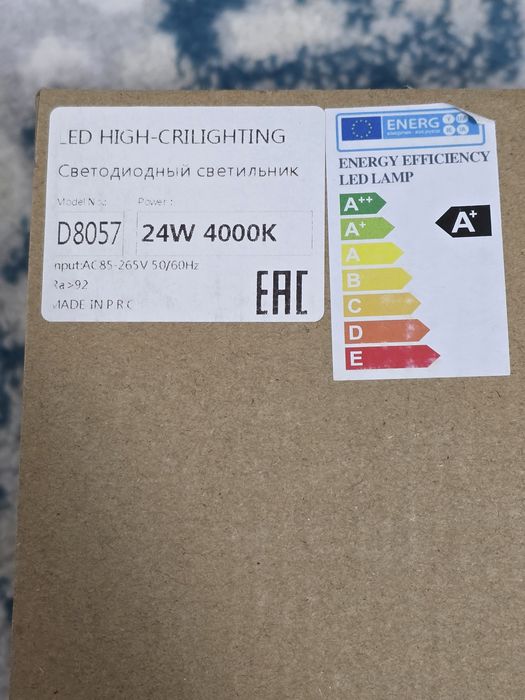 LED HIGH-CRILIGHTING
Светодиодный светильник
Model No.: Power:
D8057 24W 4000K
Input:AC85-265V 50/60Hz
Ra>92
MADE IN P R C
EAC
ENERG
ENERGY EFFICIENCY
LED LAMP
A++
A+
A+
A
B
C
D
E